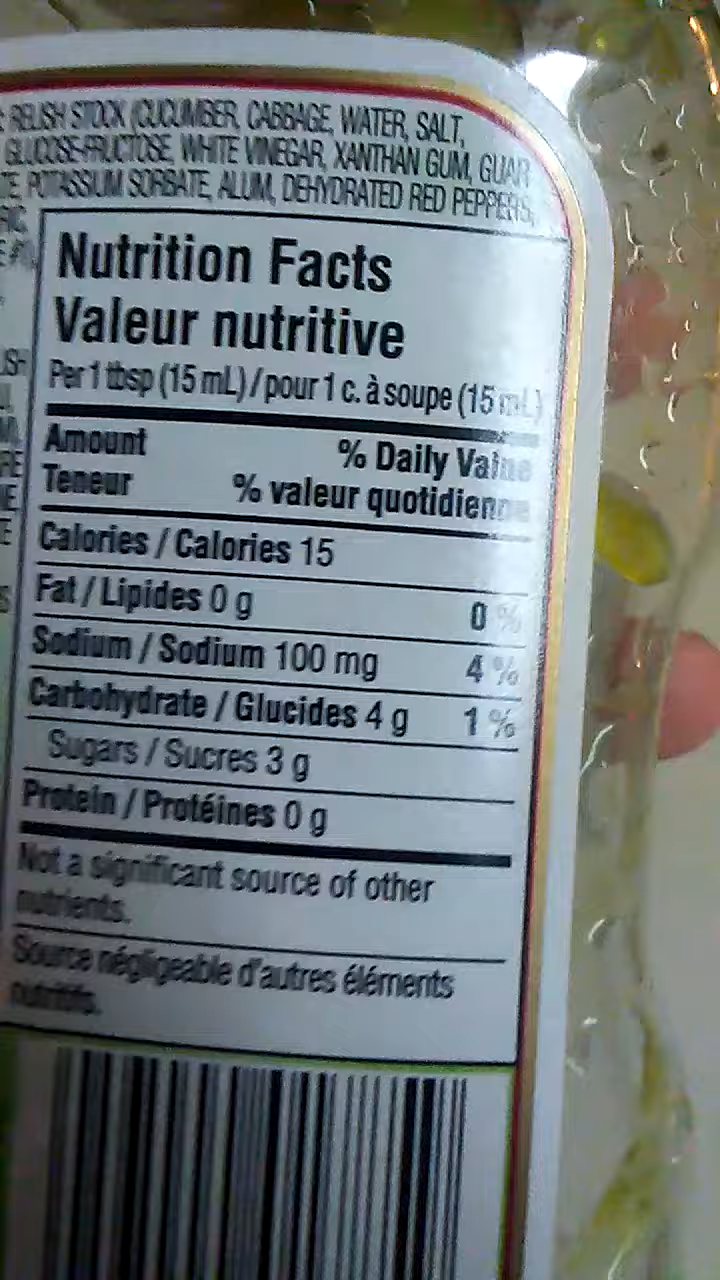 RELISH STOCK (CUCUMBER, CABBAGE, WATER, SALT,
GLUCOSE-FRUCTOSE, WHITE VINEGAR, XANTHAN GUM, GUAR
POTASSIUM SORBATE, ALUM, DEHYDRATED RED PEPPERS,
Nutrition Facts
Valeur nutritive
Per 1 tbsp (15 mL) / pour 1 c. à soupe (15 mL)
Amount % Daily Value
Teneur % valeur quotidienne
Calories / Calories 15
Fat / Lipides 0 g 0 %
Sodium / Sodium 100 mg 4 %
Carbohydrate / Glucides 4 g 1 %
Sugars / Sucres 3 g
Protein / Protéines 0 g
Not a significant source of other
nutrients.
Source négligeable d'autres éléments
nutritifs.